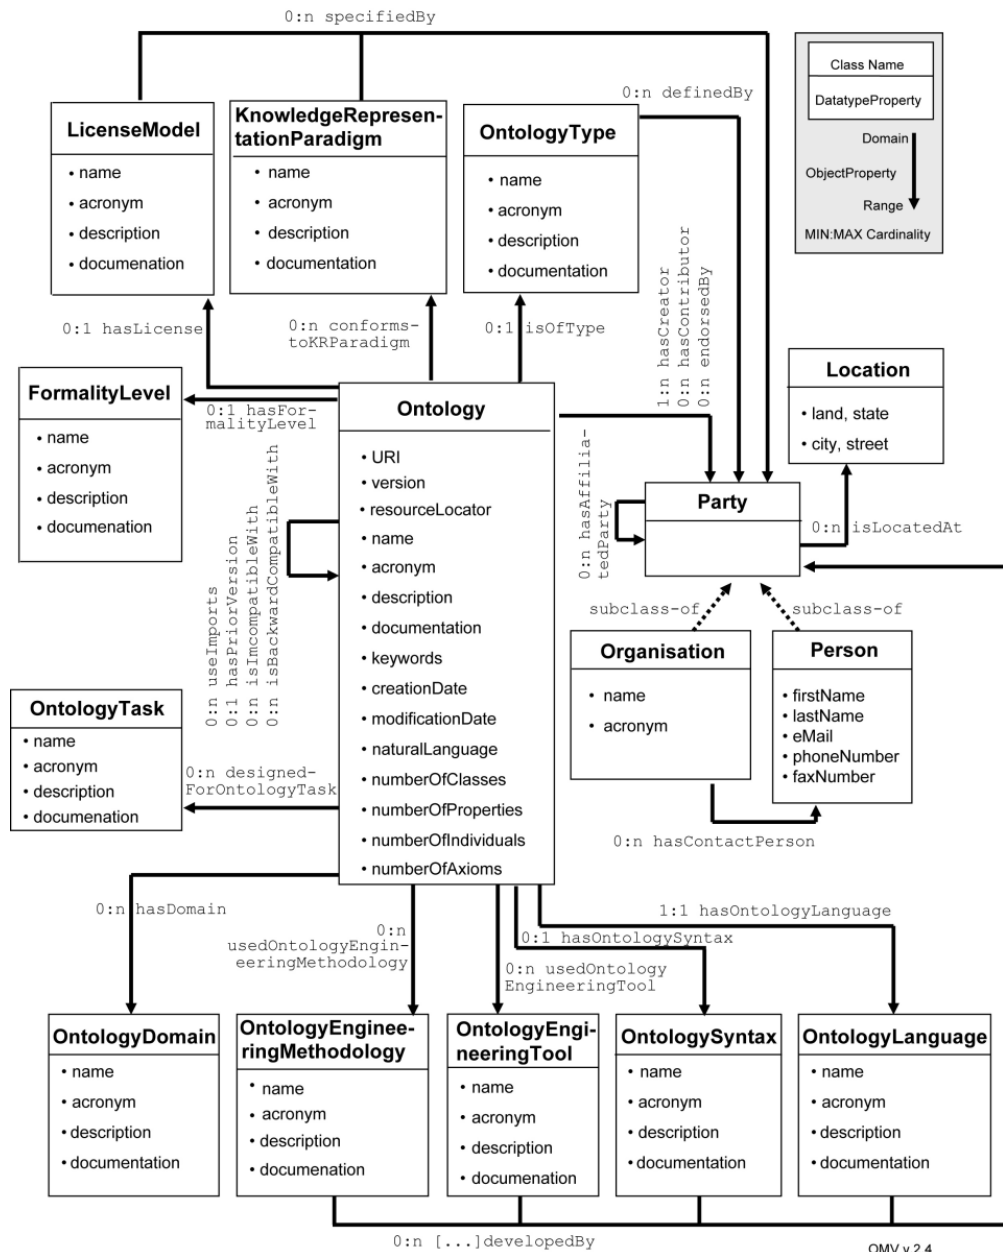 0:n specifiedBy
Class Name
DatatypeProperty
Domain
ObjectProperty
Range
MIN:MAX Cardinality
0:n definedBy
LicenseModel
• name
• acronym
• description
• documenation
KnowledgeRepresen-
tationParadigm
• name
• acronym
• description
• documentation
OntologyType
• name
• acronym
• description
• documentation
0:1 hasLicense
0:n conforms-
toKRParadigm
0:1 isOfType
1:n hasCreator
0:n hasContributor
0:n endorsedBy
Location
• land, state
• city, street
FormalityLevel
• name
• acronym
• description
• documenation
0:1 hasFor-
malityLevel
Ontology
• URI
• version
• resourceLocator
• name
• acronym
• description
• documentation
• keywords
• creationDate
• modificationDate
• naturalLanguage
• numberOfClasses
• numberOfProperties
• numberOfIndividuals
• numberOfAxioms
0:n useImports
0:1 hasPriorVersion
0:n isImcompatibleWith
0:n isBackwardCompatibleWith
0:n hasAffilia-
tedParty
Party
0:n isLocatedAt
subclass-of
subclass-of
Organisation
• name
• acronym
Person
• firstName
• lastName
• eMail
• phoneNumber
• faxNumber
0:n hasContactPerson
OntologyTask
• name
• acronym
• description
• documenation
0:n designed-
ForOntologyTask
0:n hasDomain
0:n
usedOntologyEngin-
eeringMethodology
0:n usedOntology
EngineeringTool
0:1 hasOntologySyntax
1:1 hasOntologyLanguage
OntologyDomain
• name
• acronym
• description
• documentation
OntologyEnginee-
ringMethodology
• name
• acronym
• description
• documenation
OntologyEngi-
neeringTool
• name
• acronym
• description
• documenation
OntologySyntax
• name
• acronym
• description
• documentation
OntologyLanguage
• name
• acronym
• description
• documentation
0:n [...]developedBy
OMV v 2.4